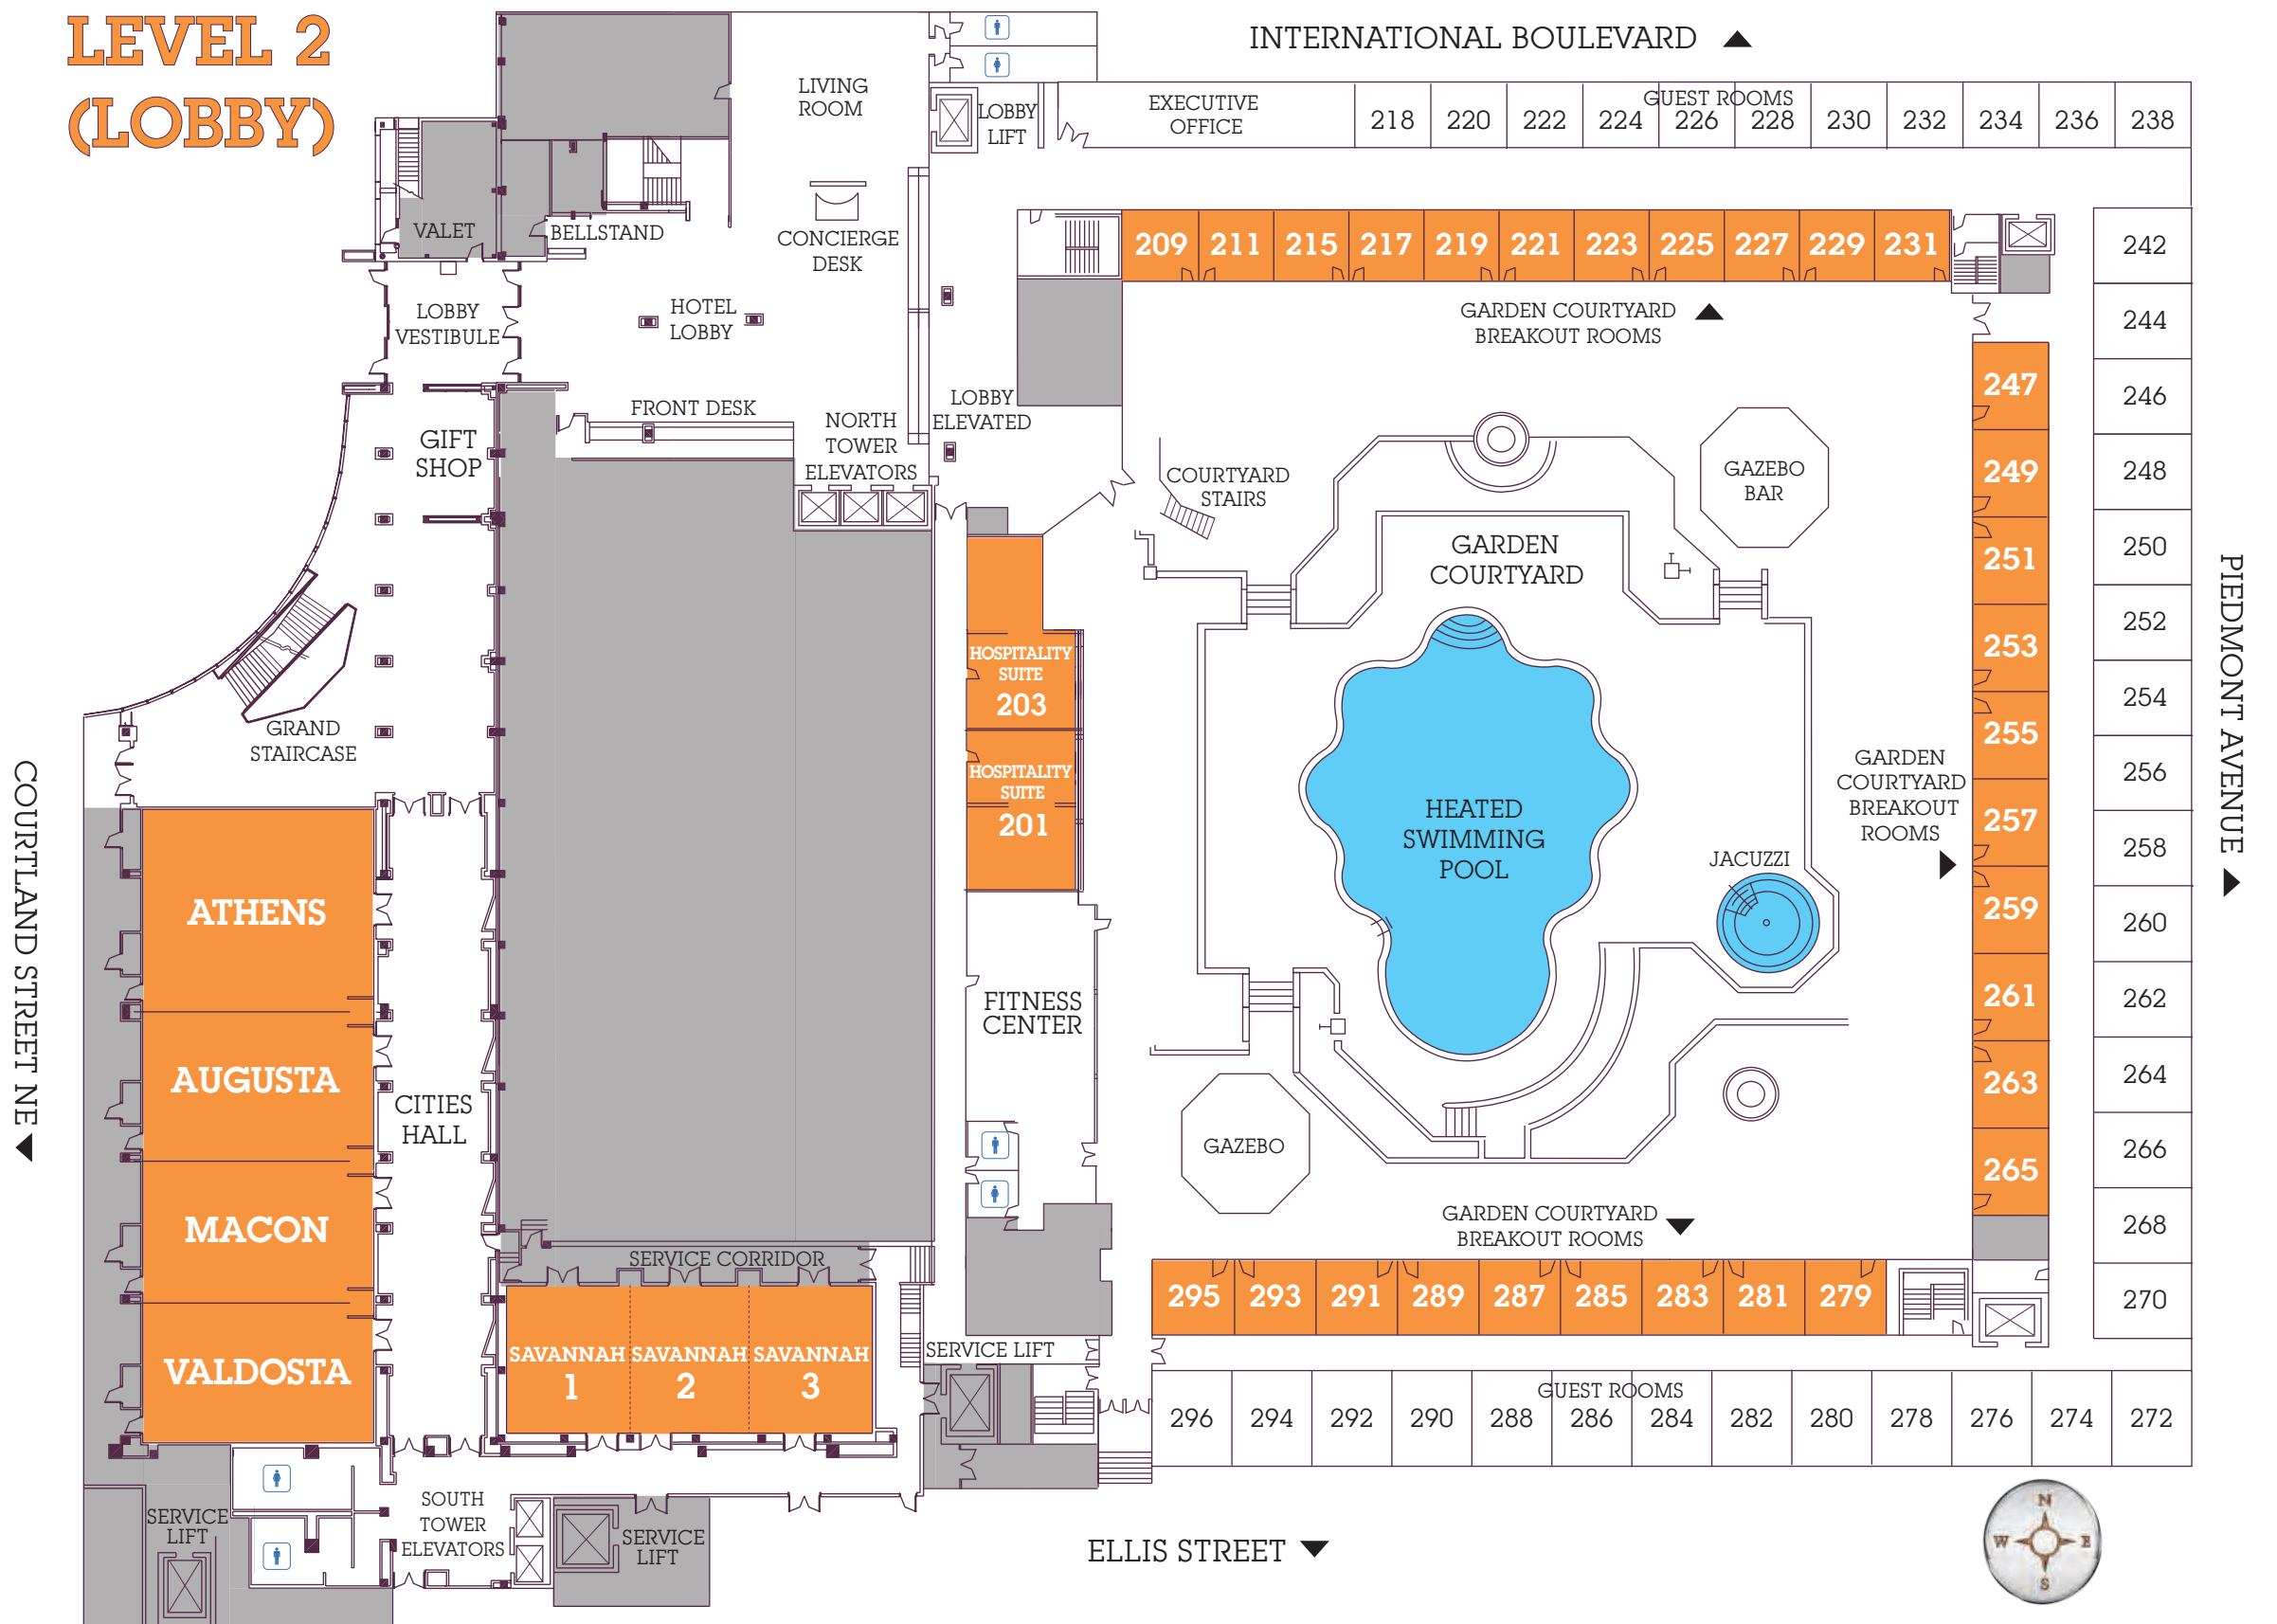 LEVEL 2
(LOBBY)
INTERNATIONAL BOULEVARD
LIVING
ROOM
LOBBY
LIFT
EXECUTIVE
OFFICE
GUEST ROOMS
218 220 222 224 226 228 230 232 234 236 238
VALET
BELLSTAND
CONCIERGE
DESK
209 211 215 217 219 221 223 225 227 229 231
GARDEN COURTYARD
BREAKOUT ROOMS
LOBBY
VESTIBULE
HOTEL
LOBBY
FRONT DESK
NORTH
TOWER
ELEVATORS
LOBBY
ELEVATED
GIFT
SHOP
COURTYARD
STAIRS
GAZEBO
BAR
GARDEN
COURTYARD
242
244
246
248
250
252
254
256
258
260
262
264
266
268
270
247
249
251
253
255
257
259
261
263
265
PIEDMONT AVENUE
HOSPITALITY
SUITE
203
HOSPITALITY
SUITE
201
GRAND
STAIRCASE
COURTLAND STREET NE
HEATED
SWIMMING
POOL
JACUZZI
GARDEN
COURTYARD
BREAKOUT
ROOMS
ATHENS
AUGUSTA
MACON
VALDOSTA
CITIES
HALL
FITNESS
CENTER
GAZEBO
GARDEN COURTYARD
BREAKOUT ROOMS
SERVICE CORRIDOR
SAVANNAH
1
SAVANNAH
2
SAVANNAH
3
SERVICE LIFT
295 293 291 289 287 285 283 281 279
GUEST ROOMS
296 294 292 290 288 286 284 282 280 278 276 274 272
SERVICE
LIFT
SOUTH
TOWER
ELEVATORS
SERVICE
LIFT
ELLIS STREET
N
W E
S